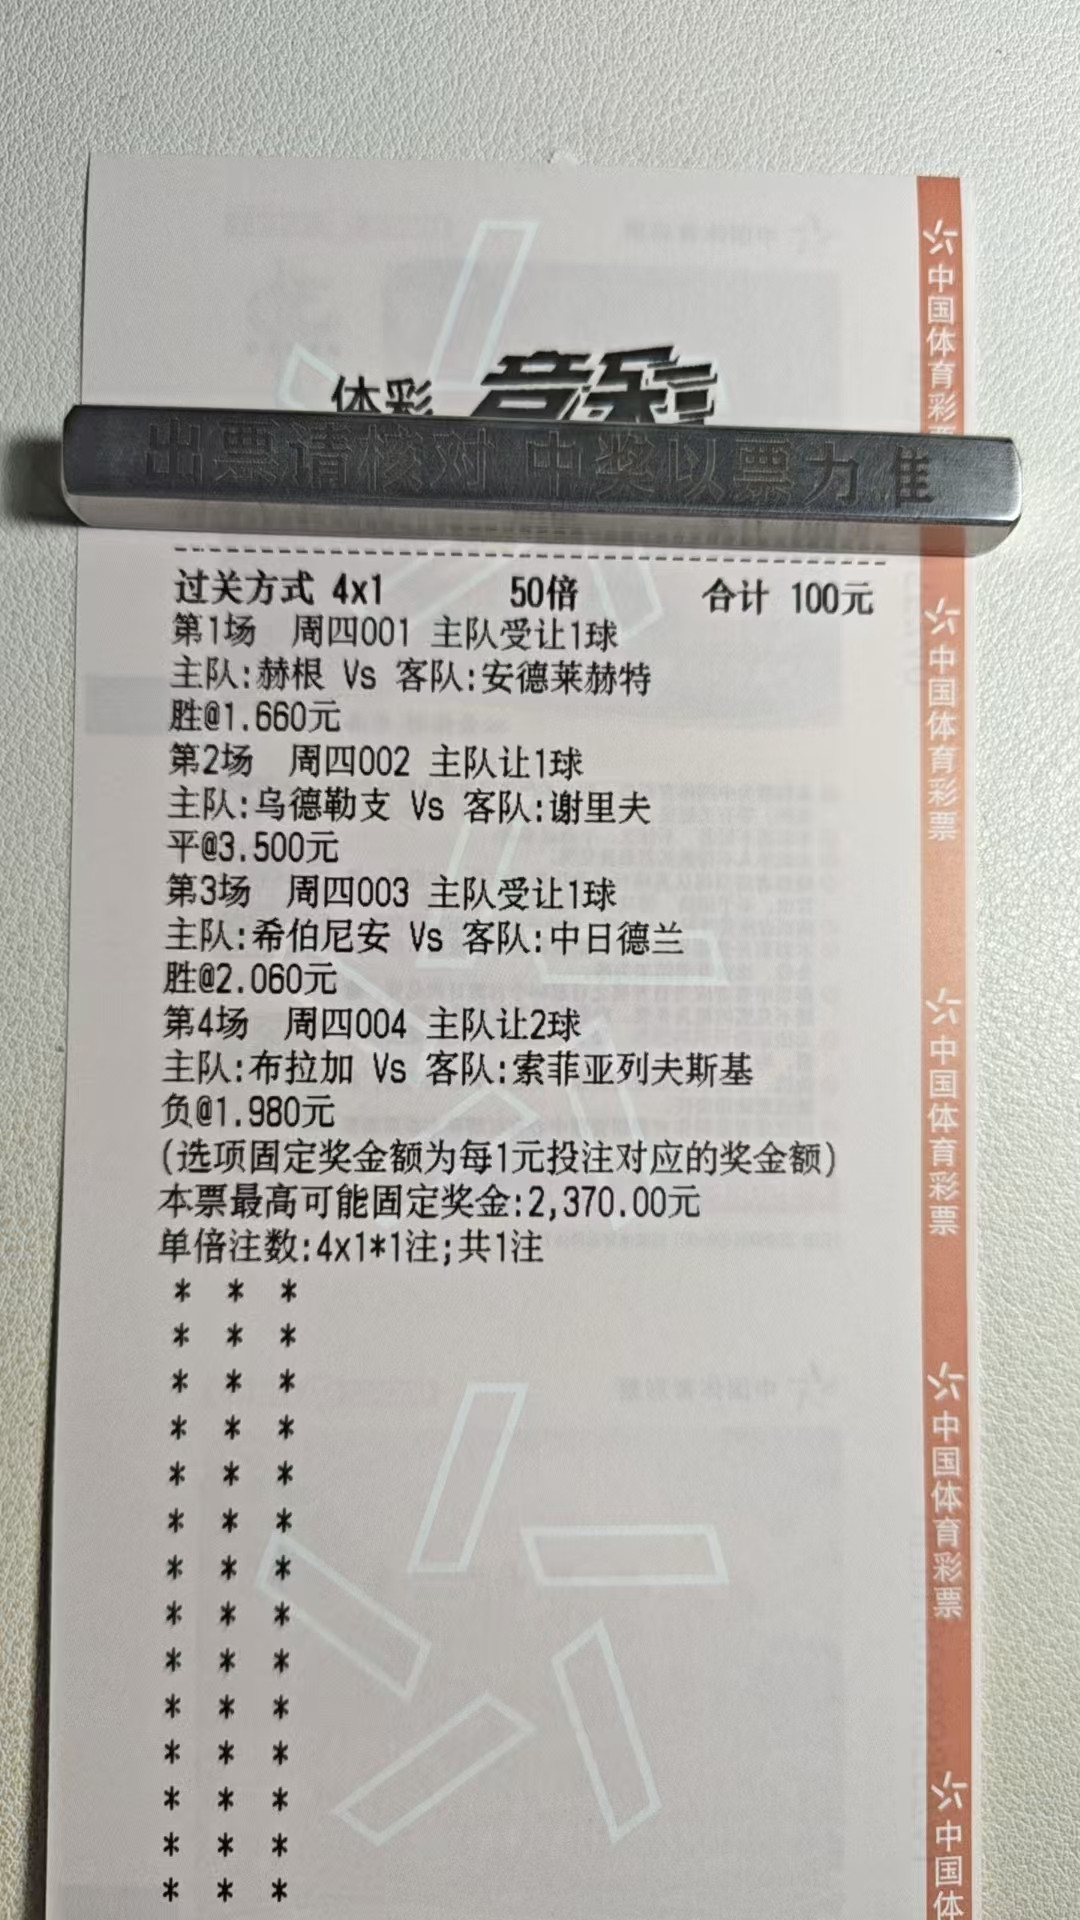 体彩 竞彩
出票请核对 中奖以票为准
过关方式 4x1 50倍 合计 100元
第1场 周四001 主队受让1球
主队:赫根 Vs 客队:安德莱赫特
胜@1.660元
第2场 周四002 主队让1球
主队:乌德勒支 Vs 客队:谢里夫
平@3.500元
第3场 周四003 主队受让1球
主队:希伯尼安 Vs 客队:中日德兰
胜@2.060元
第4场 周四004 主队让2球
主队:布拉加 Vs 客队:索菲亚列夫斯基
负@1.980元
(选项固定奖金额为每1元投注对应的奖金额)
本票最高可能固定奖金:2,370.00元
单倍注数:4x1*1注;共1注
* * *
* * *
* * *
* * *
* * *
* * *
* * *
* * *
* * *
* * *
* * *
* * *
* * *
* * *
中国体育彩票
中国体育彩票
中国体育彩票
中国体育彩票
中国体